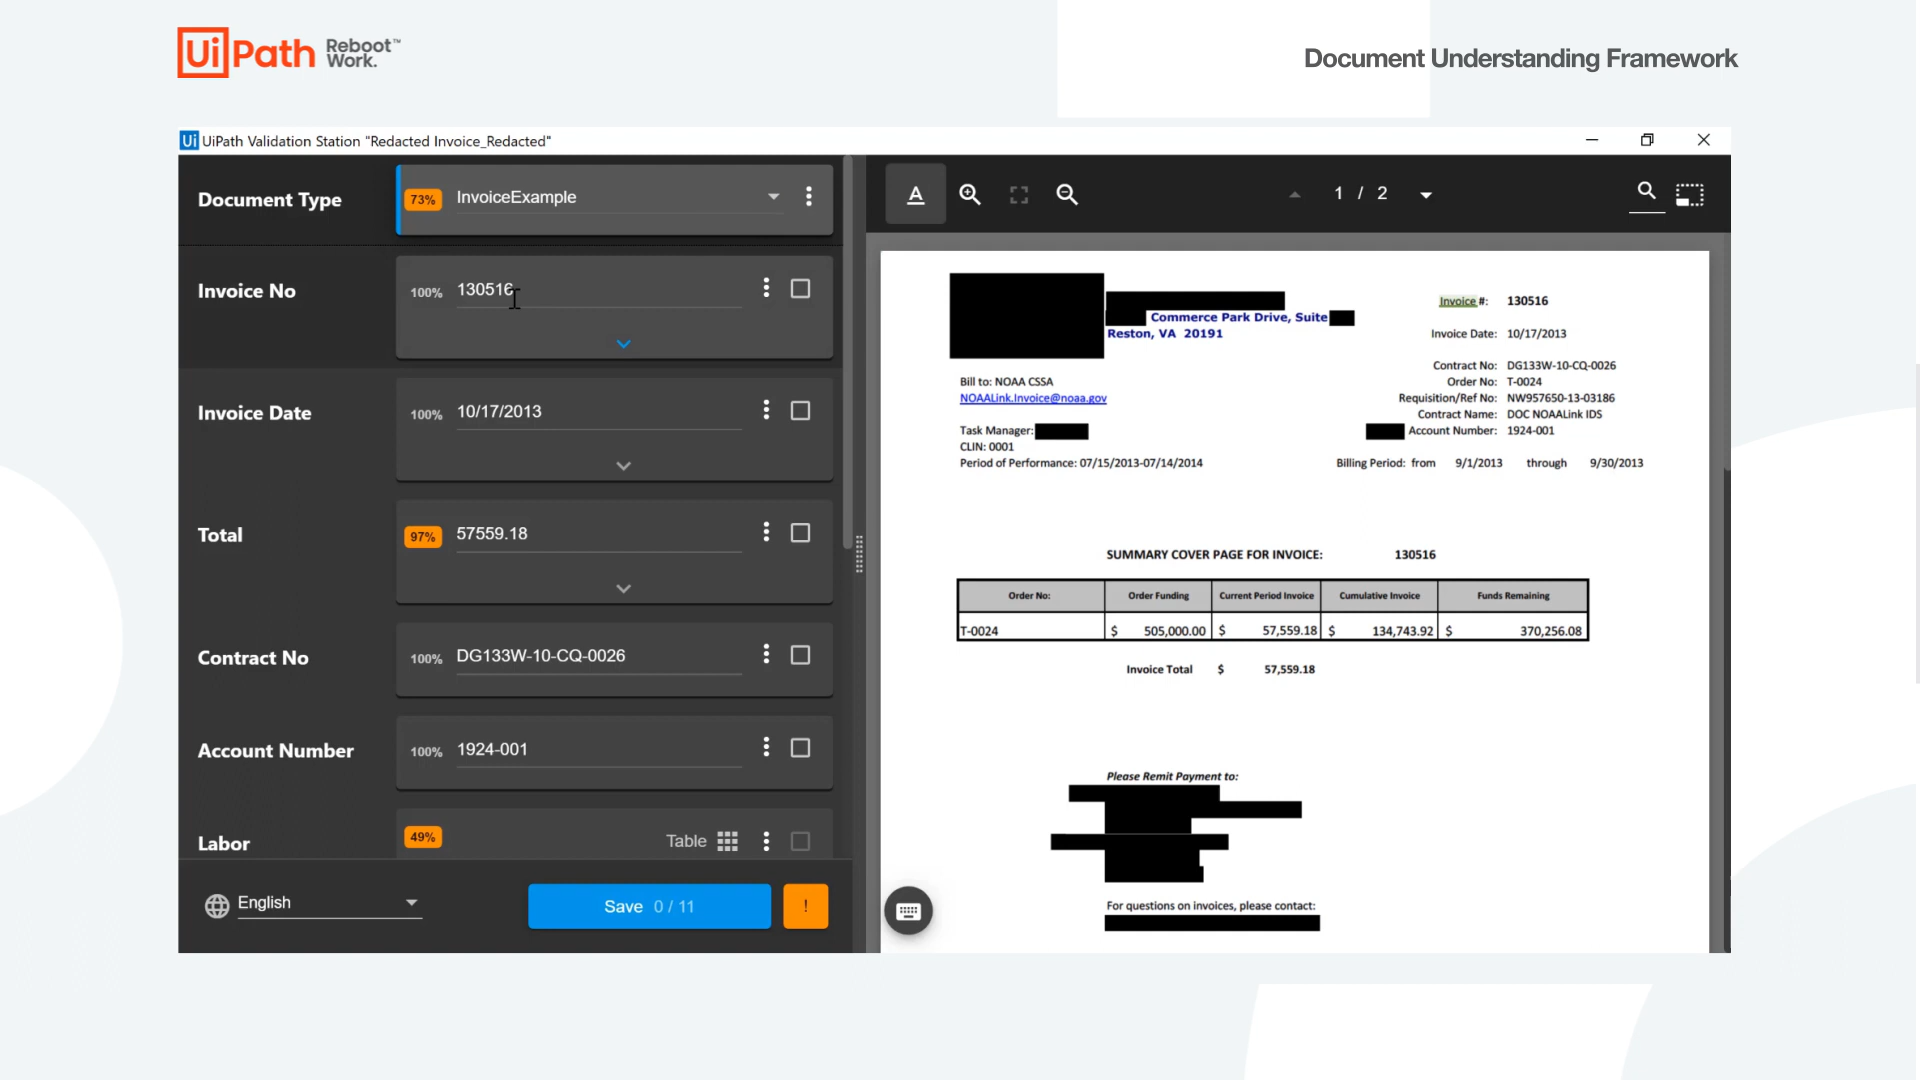 UiPath Reboot Work.™
Document Understanding Framework
Ui UiPath Validation Station "Redacted Invoice_Redacted"
Document Type 73% InvoiceExample
Invoice No 100% 130516
Invoice Date 100% 10/17/2013
Total 97% 57559.18
Contract No 100% DG133W-10-CQ-0026
Account Number 100% 1924-001
Labor 49% Table
English
Save 0 / 11 !
A 1 / 2
Commerce Park Drive, Suite
Reston, VA 20191
Invoice #: 130516
Invoice Date: 10/17/2013
Contract No: DG133W-10-CQ-0026
Order No: T-0024
Requisition/Ref No: NW957650-13-03186
Contract Name: DOC NOAALink IDS
Account Number: 1924-001
Billing Period: from 9/1/2013 through 9/30/2013
Bill to: NOAA CSSA
NOAALink.Invoice@noaa.gov
Task Manager:
CLIN: 0001
Period of Performance: 07/15/2013-07/14/2014
SUMMARY COVER PAGE FOR INVOICE: 130516
Order No: Order Funding Current Period Invoice Cumulative Invoice Funds Remaining
T-0024 $ 505,000.00 $ 57,559.18 $ 134,743.92 $ 370,256.08
Invoice Total $ 57,559.18
Please Remit Payment to:
For questions on invoices, please contact: